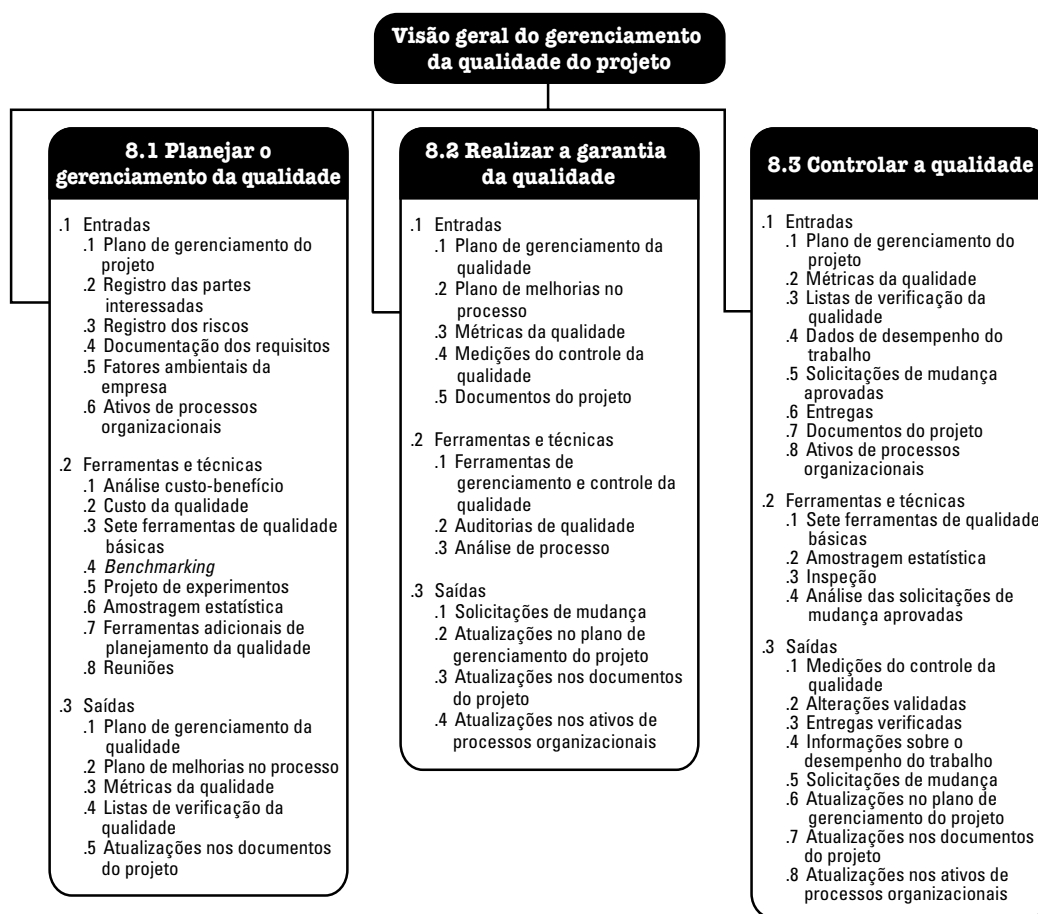 Visão geral do gerenciamento
da qualidade do projeto
8.1 Planejar o
gerenciamento da qualidade
.1 Entradas
.1 Plano de gerenciamento do
projeto
.2 Registro das partes
interessadas
.3 Registro dos riscos
.4 Documentação dos requisitos
.5 Fatores ambientais da
empresa
.6 Ativos de processos
organizacionais
.2 Ferramentas e técnicas
.1 Análise custo-benefício
.2 Custo da qualidade
.3 Sete ferramentas de qualidade
básicas
.4 Benchmarking
.5 Projeto de experimentos
.6 Amostragem estatística
.7 Ferramentas adicionais de
planejamento da qualidade
.8 Reuniões
.3 Saídas
.1 Plano de gerenciamento da
qualidade
.2 Plano de melhorias no processo
.3 Métricas da qualidade
.4 Listas de verificação da
qualidade
.5 Atualizações nos documentos
do projeto
8.2 Realizar a garantia
da qualidade
.1 Entradas
.1 Plano de gerenciamento da
qualidade
.2 Plano de melhorias no
processo
.3 Métricas da qualidade
.4 Medições do controle da
qualidade
.5 Documentos do projeto
.2 Ferramentas e técnicas
.1 Ferramentas de
gerenciamento e controle da
qualidade
.2 Auditorias de qualidade
.3 Análise de processo
.3 Saídas
.1 Solicitações de mudança
.2 Atualizações no plano de
gerenciamento do projeto
.3 Atualizações nos documentos
do projeto
.4 Atualizações nos ativos de
processos organizacionais
8.3 Controlar a qualidade
.1 Entradas
.1 Plano de gerenciamento do
projeto
.2 Métricas da qualidade
.3 Listas de verificação da
qualidade
.4 Dados de desempenho do
trabalho
.5 Solicitações de mudança
aprovadas
.6 Entregas
.7 Documentos do projeto
.8 Ativos de processos
organizacionais
.2 Ferramentas e técnicas
.1 Sete ferramentas de qualidade
básicas
.2 Amostragem estatística
.3 Inspeção
.4 Análise das solicitações de
mudança aprovadas
.3 Saídas
.1 Medições do controle da
qualidade
.2 Alterações validadas
.3 Entregas verificadas
.4 Informações sobre o
desempenho do trabalho
.5 Solicitações de mudança
.6 Atualizações no plano de
gerenciamento do projeto
.7 Atualizações nos documentos
do projeto
.8 Atualizações nos ativos de
processos organizacionais